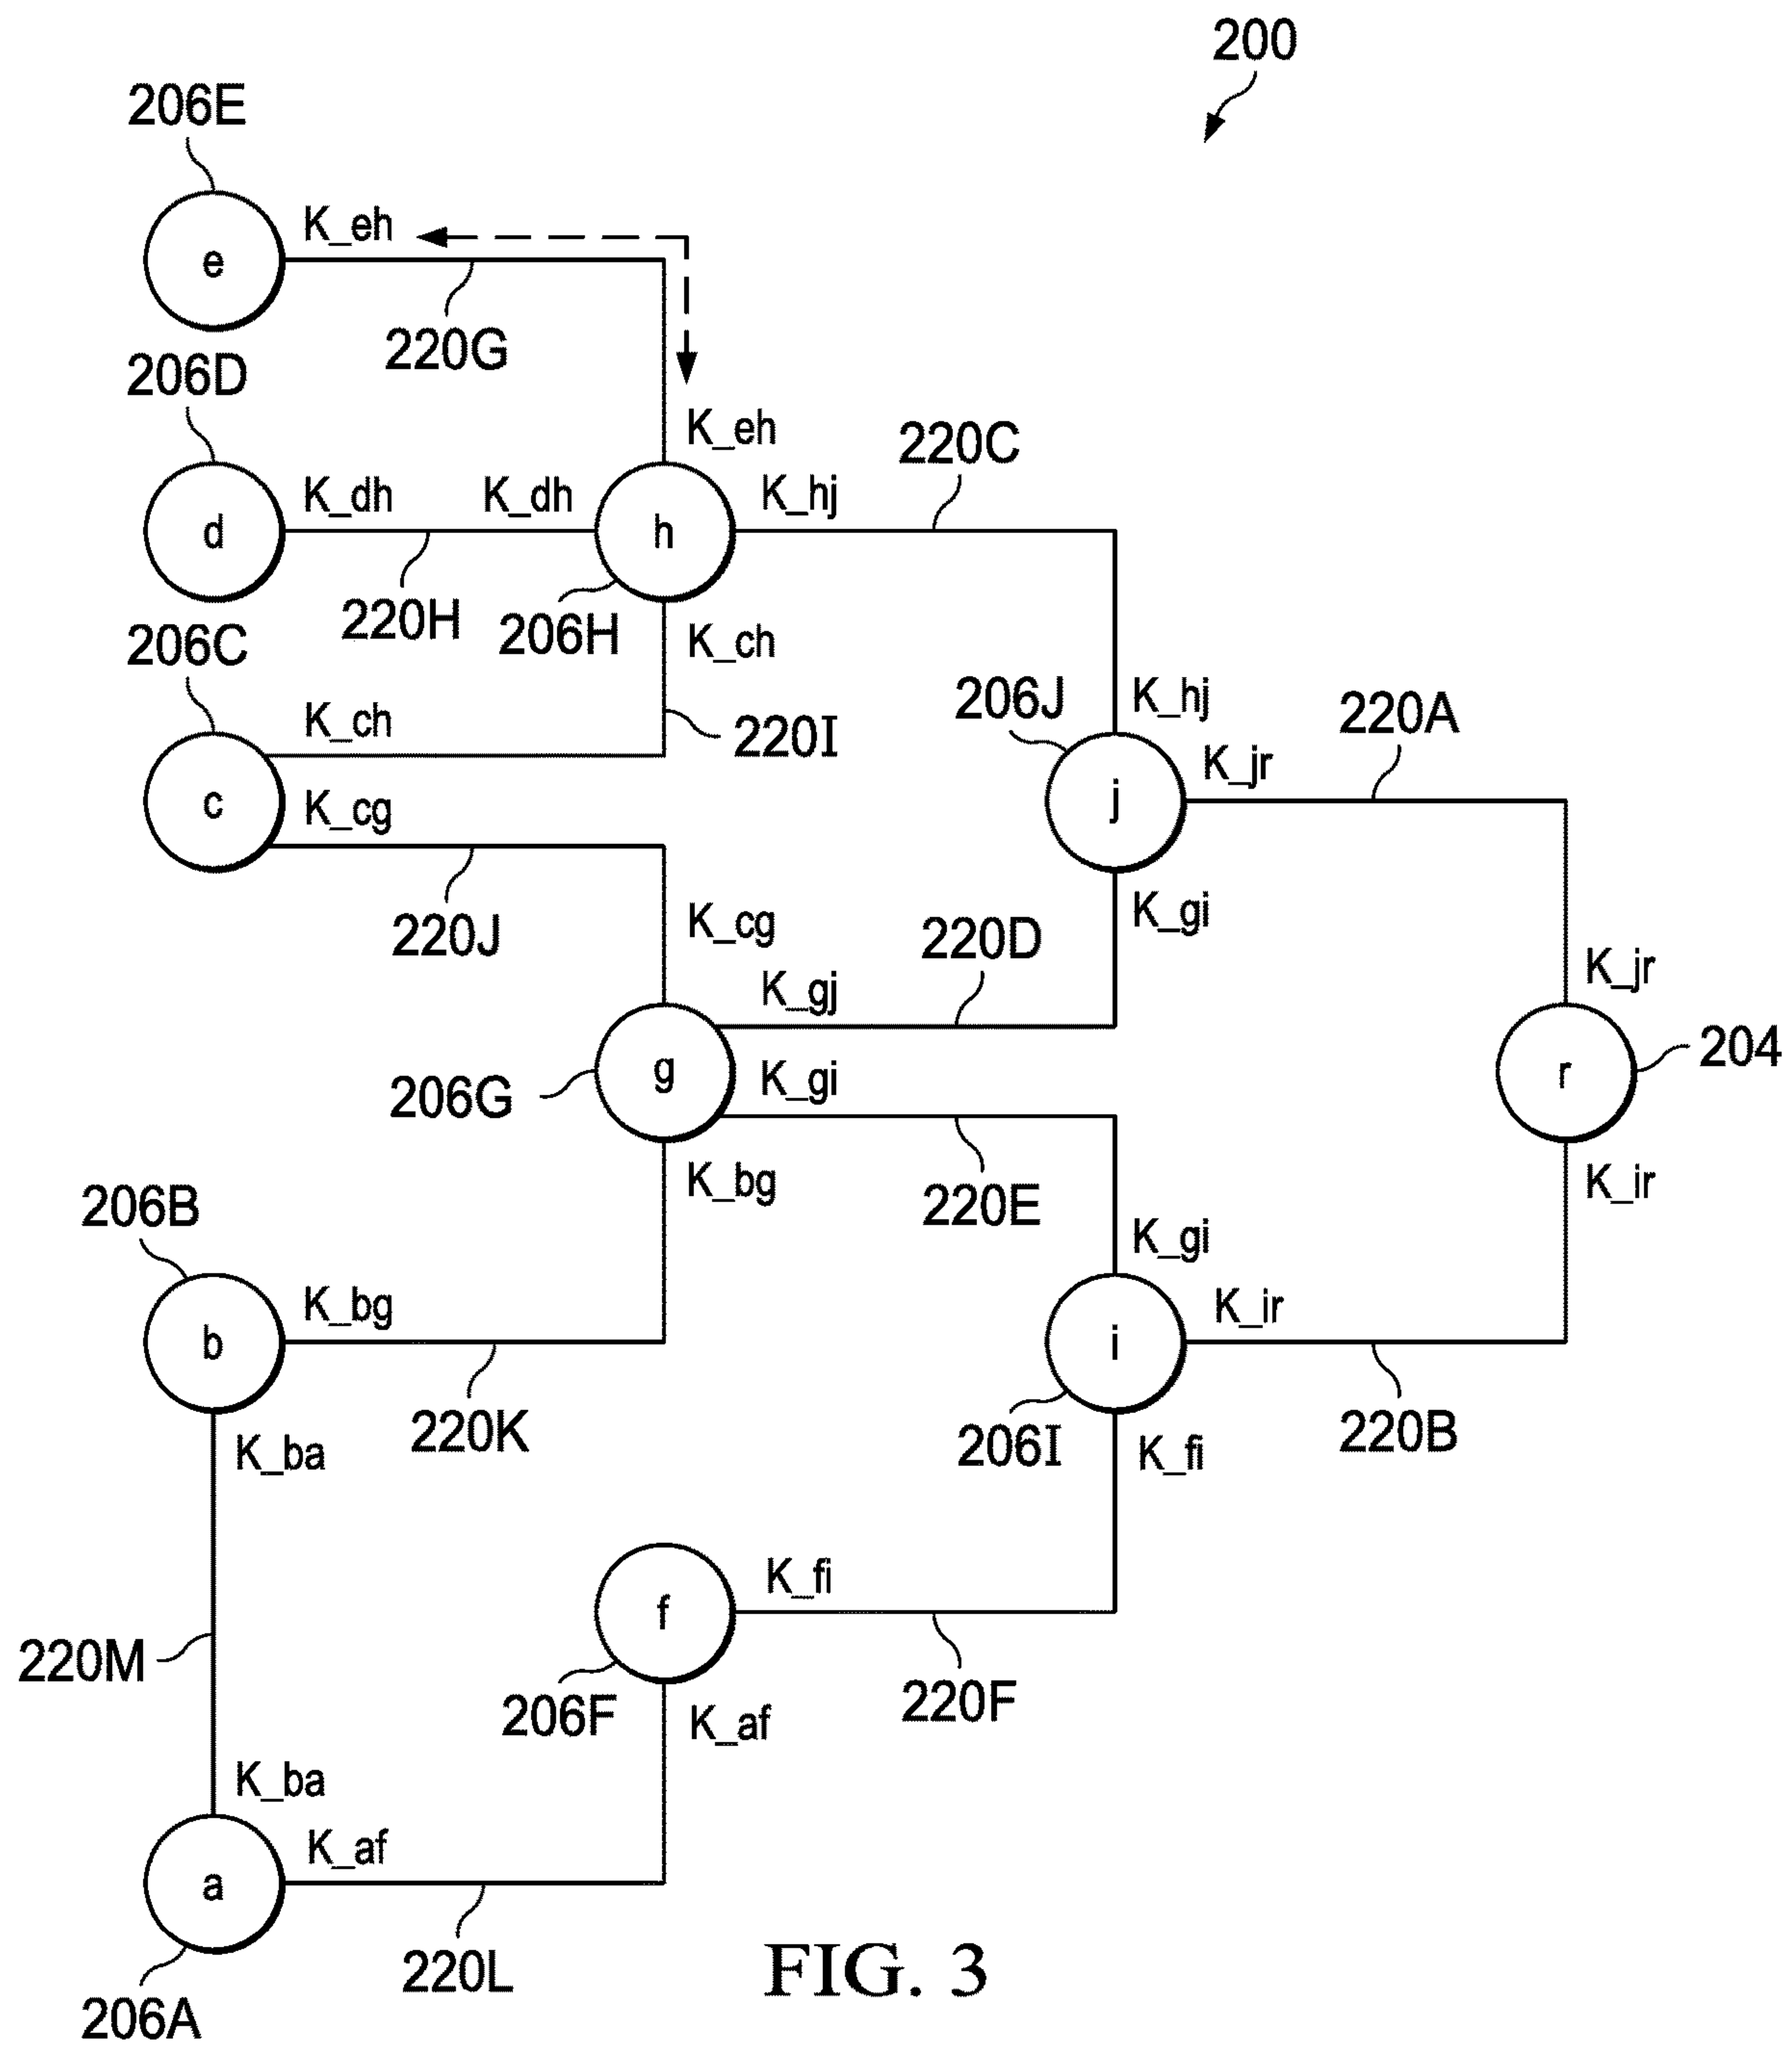 200
206E
K_eh
e
220G
206D
K_eh
220C
K_dh
K_dh
K_hj
d
h
220H
206H
206C
K_ch
K_ch
220I
206J
K_hj
220A
K_jr
c
j
K_cg
220J
K_cg
220D
K_gi
K_gj
K_jr
g
K_gi
r
204
206G
K_bg
220E
K_ir
206B
K_gi
K_bg
K_ir
b
i
220K
206I
220B
K_ba
K_fi
K_fi
f
220M
206F
220F
K_af
K_ba
K_af
a
220L
206A
FIG. 3